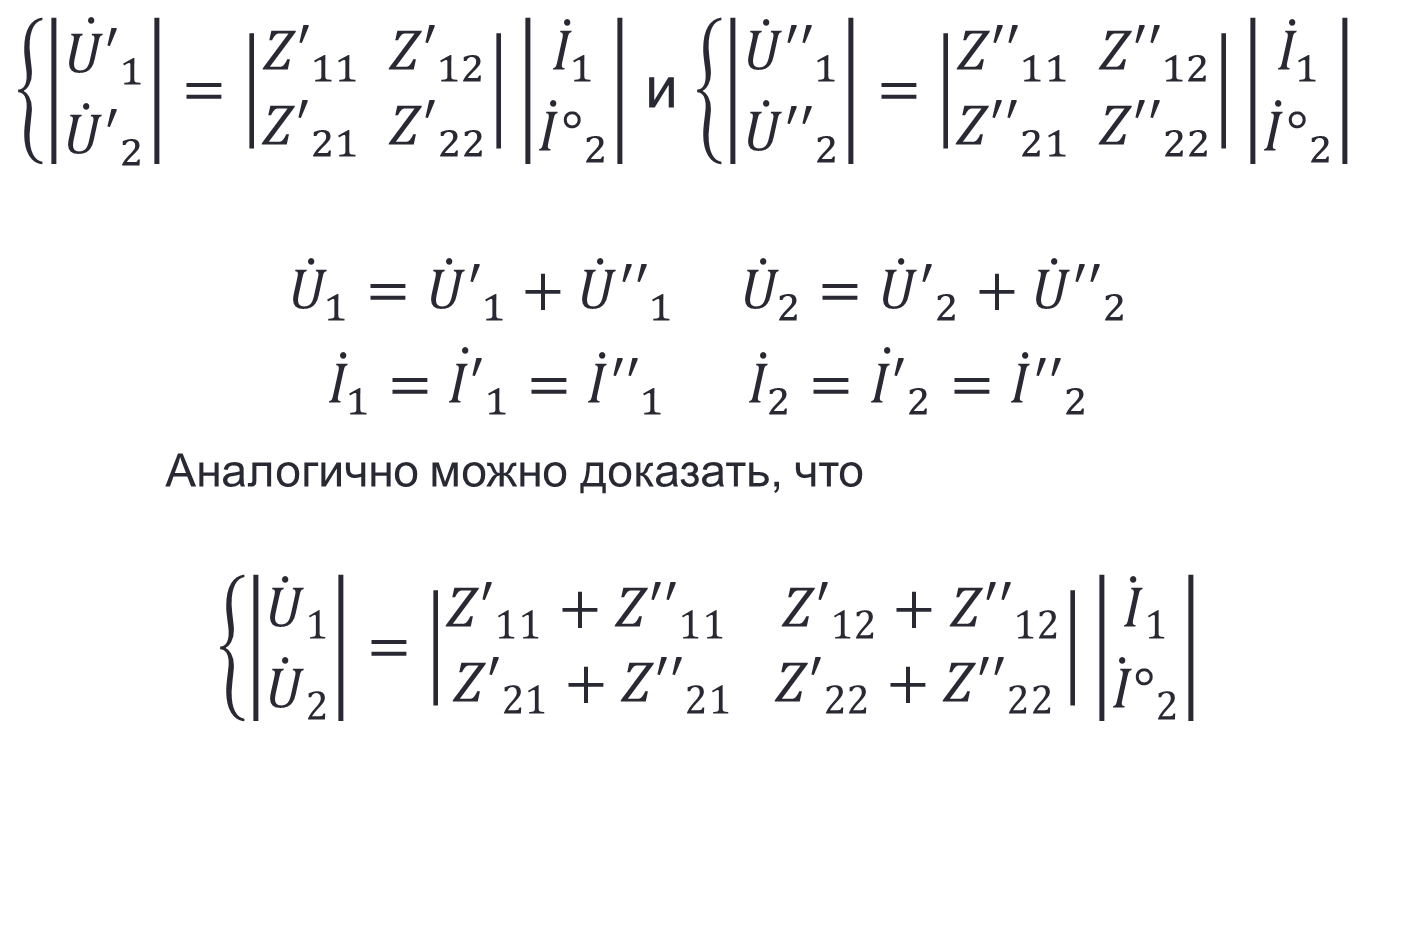 {|U̇′₁| = |Z′₁₁ Z′₁₂| |İ₁| и {|U̇′′₁| = |Z′′₁₁ Z′′₁₂| |İ₁|
|U̇′₂| |Z′₂₁ Z′₂₂| |İ°₂| |U̇′′₂| |Z′′₂₁ Z′′₂₂| |İ°₂|
U̇₁ = U̇′₁ + U̇′′₁ U̇₂ = U̇′₂ + U̇′′₂
İ₁ = İ′₁ = İ′′₁ İ₂ = İ′₂ = İ′′₂
Аналогично можно доказать, что
{|U̇₁| = |Z′₁₁ + Z′′₁₁ Z′₁₂ + Z′′₁₂| |İ₁|
|U̇₂| |Z′₂₁ + Z′′₂₁ Z′₂₂ + Z′′₂₂| |İ°₂|